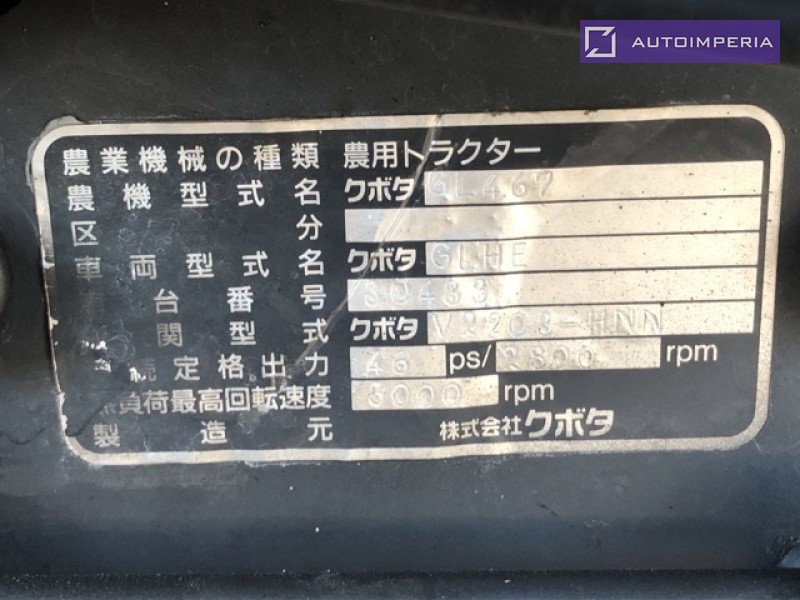 AUTOIMPERIA
農業機械の種類 農用トラクター
農機型式名 クボタ GL467
区分
車両型式名 クボタ GLHE
台番号 30433
関型式 クボタ V2203-HNN
続定格出力 46 ps/2800 rpm
負荷最高回転速度 3000 rpm
製造元 株式会社クボタ